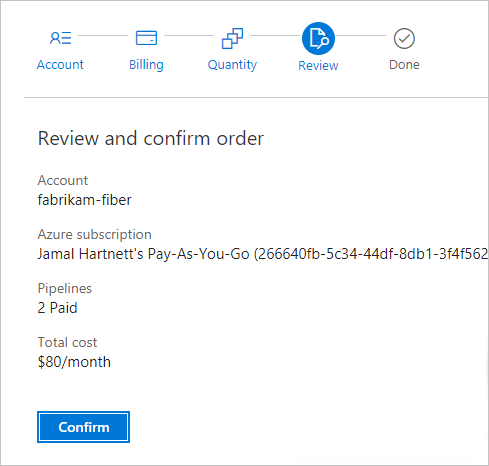 Account
Billing
Quantity
Review
Done
Review and confirm order
Account
fabrikam-fiber
Azure subscription
Jamal Hartnett's Pay-As-You-Go (266640fb-5c34-44df-8db1-3f4f562
Pipelines
2 Paid
Total cost
$80/month
Confirm